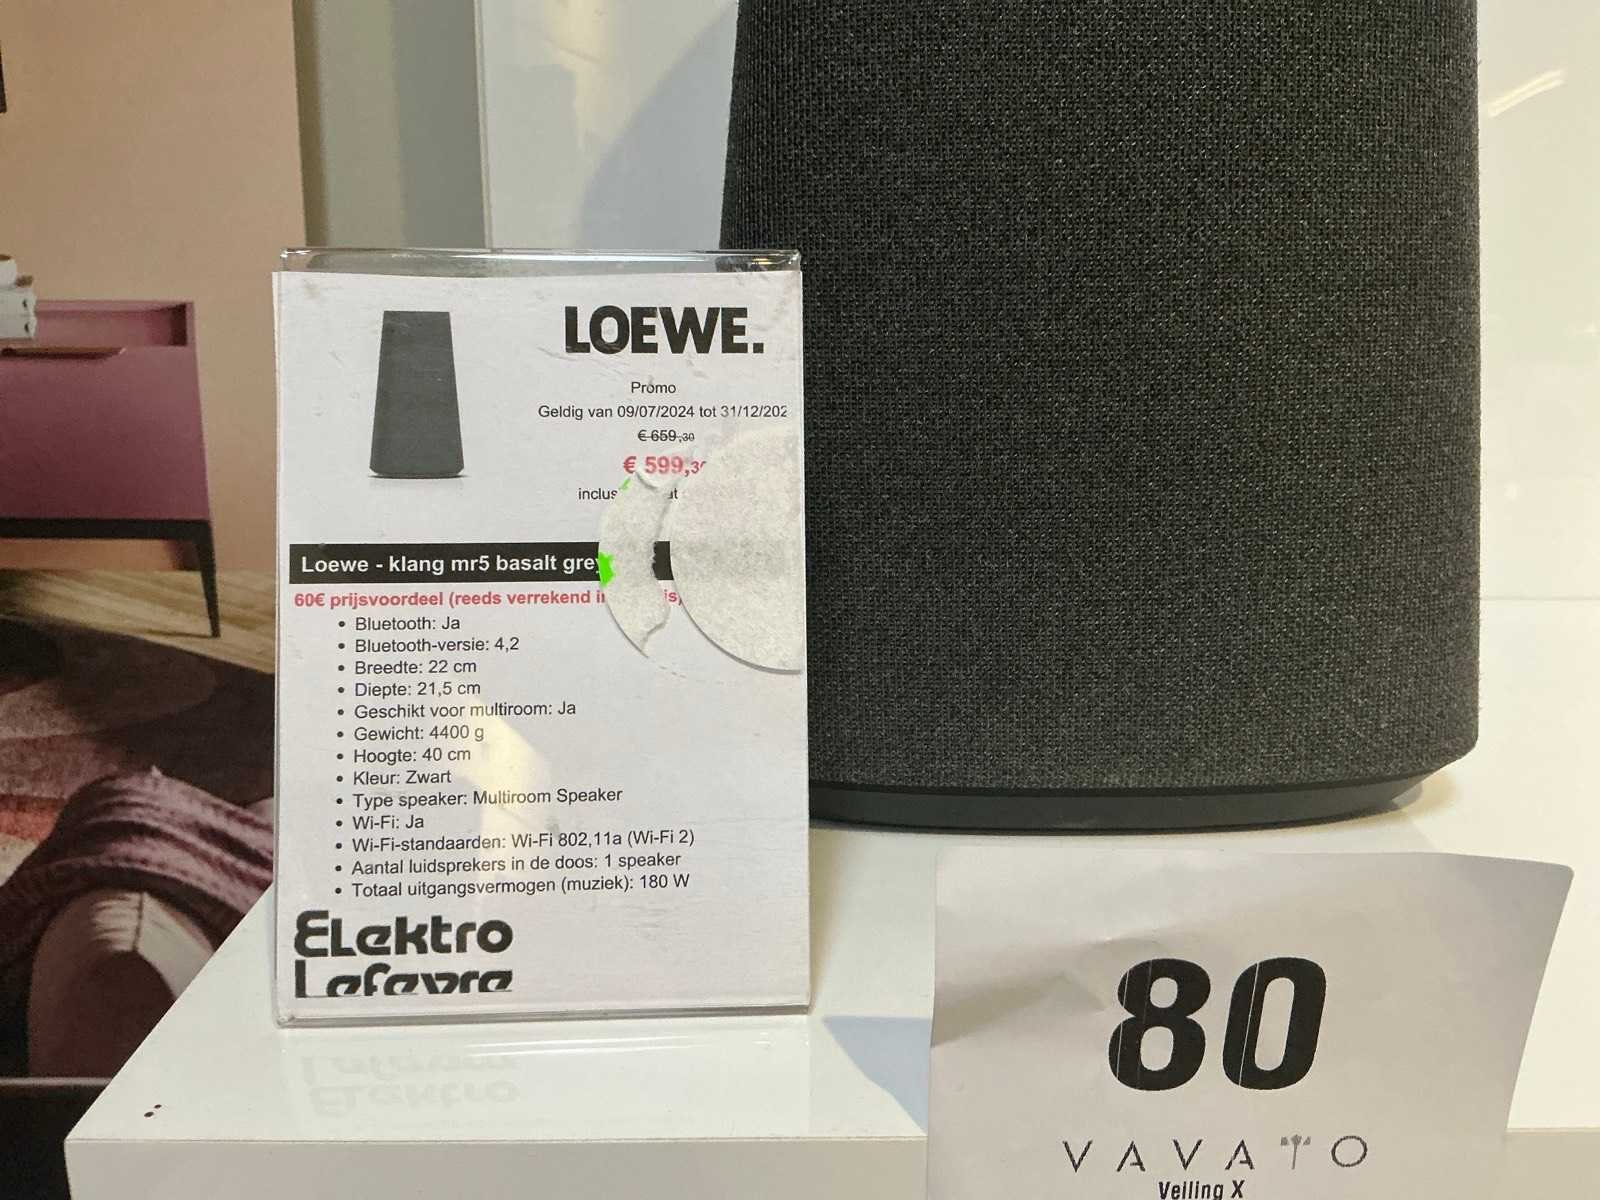 LOEWE.
Promo
Geldig van 09/07/2024 tot 31/12/202
€ 659,30
€ 599,30
Loewe - klang mr5 basalt grey
60€ prijsvoordeel (reeds verrekend
• Bluetooth: Ja
• Bluetooth-versie: 4,2
• Breedte: 22 cm
• Diepte: 21,5 cm
• Geschikt voor multiroom: Ja
• Gewicht: 4400 g
• Hoogte: 40 cm
• Kleur: Zwart
• Type speaker: Multiroom Speaker
• Wi-Fi: Ja
• Wi-Fi-standaarden: Wi-Fi 802,11a (Wi-Fi 2)
• Aantal luidsprekers in de doos: 1 speaker
• Totaal uitgangsvermogen (muziek): 180 W
ELektro
Lefevre
80
VAVATO
Veiling X